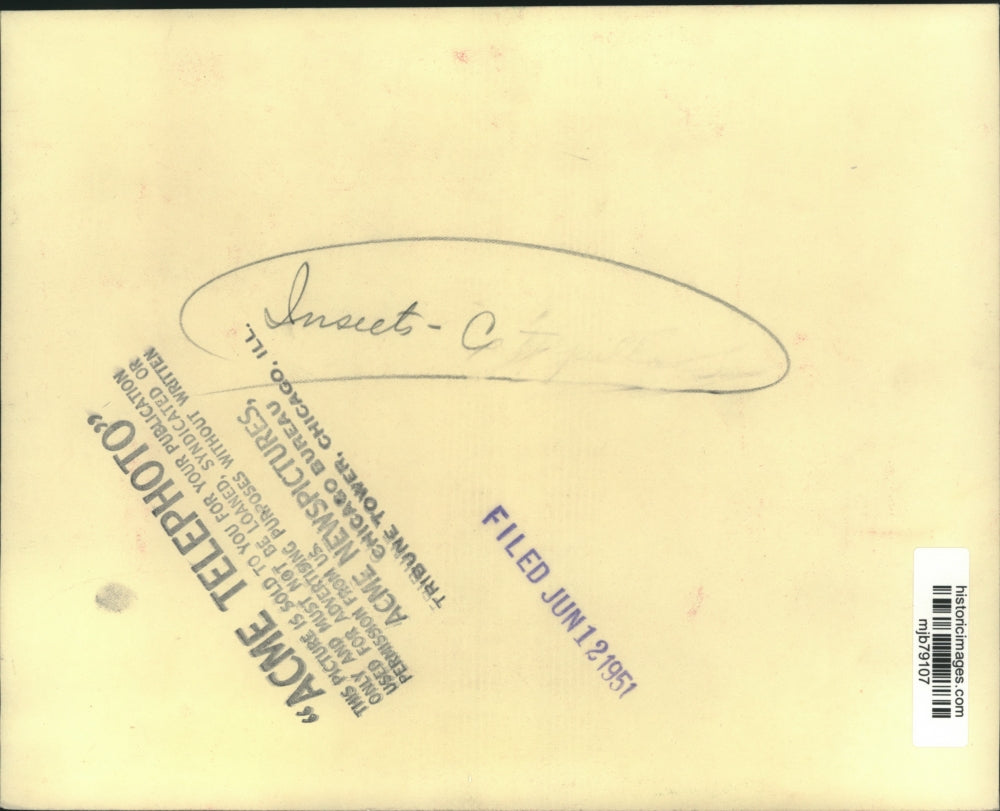 Insects - G
"ACME TELEPHOTO"
THIS PICTURE IS SOLD TO YOU FOR YOUR PUBLICATION
ONLY AND MUST NOT BE LOANED, SYNDICATED OR
USED FOR ADVERTISING PURPOSES WITHOUT WRITTEN
PERMISSION FROM US.
ACME NEWSPICTURES,
CHICAGO BUREAU
TRIBUNE TOWER, CHICAGO, ILL.
FILED JUN 12 1951
historicimages.com
mjb79107